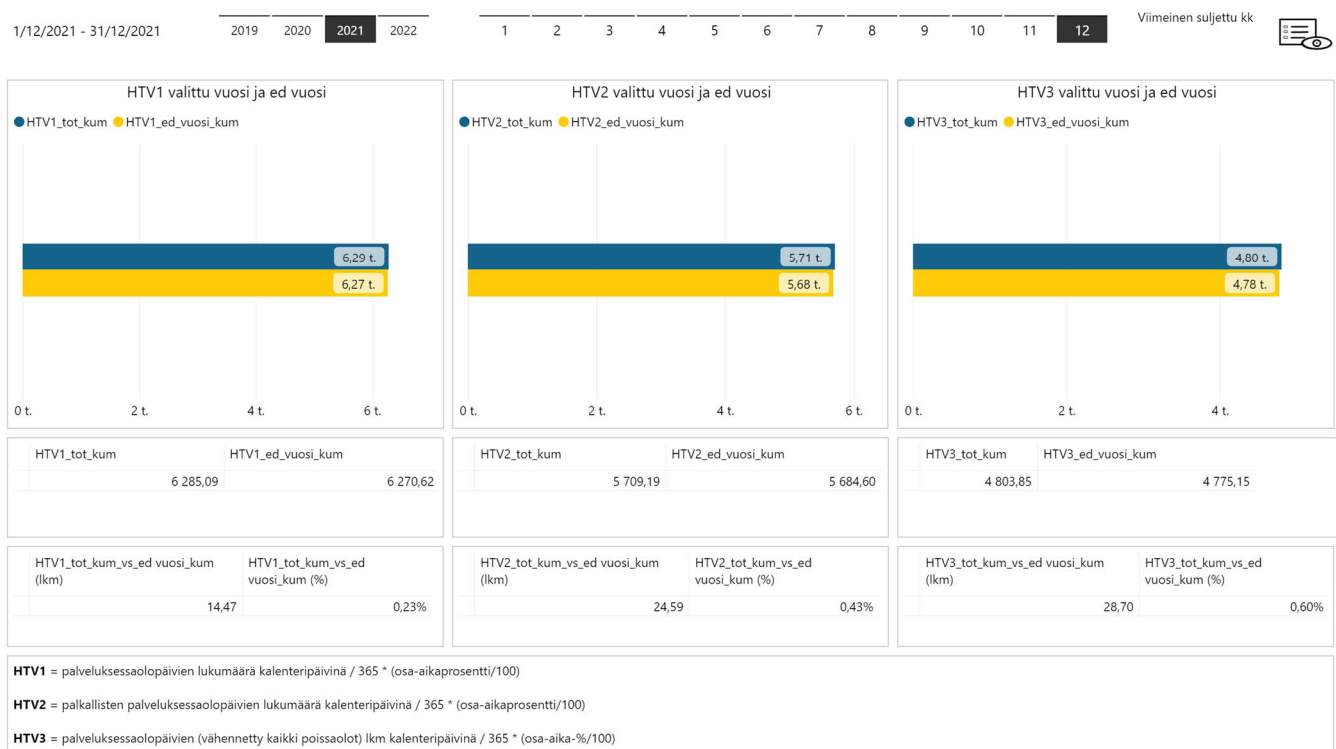 1/12/2021 - 31/12/2021 2019 2020 2021 2022 1 2 3 4 5 6 7 8 9 10 11 12 Viimeinen suljettu kk
HTV1 valittu vuosi ja ed vuosi
HTV1_tot_kum HTV1_ed_vuosi_kum
6,29 t.
6,27 t.
0 t. 2 t. 4 t. 6 t.
HTV2 valittu vuosi ja ed vuosi
HTV2_tot_kum HTV2_ed_vuosi_kum
5,71 t.
5,68 t.
0 t. 2 t. 4 t. 6 t.
HTV3 valittu vuosi ja ed vuosi
HTV3_tot_kum HTV3_ed_vuosi_kum
4,80 t.
4,78 t.
0 t. 2 t. 4 t.
HTV1_tot_kum HTV1_ed_vuosi_kum
6 285,09 6 270,62
HTV2_tot_kum HTV2_ed_vuosi_kum
5 709,19 5 684,60
HTV3_tot_kum HTV3_ed_vuosi_kum
4 803,85 4 775,15
HTV1_tot_kum_vs_ed vuosi_kum HTV1_tot_kum_vs_ed
(lkm) vuosi_kum (%)
14,47 0,23%
HTV2_tot_kum_vs_ed vuosi_kum HTV2_tot_kum_vs_ed
(lkm) vuosi_kum (%)
24,59 0,43%
HTV3_tot_kum_vs_ed vuosi_kum HTV3_tot_kum_vs_ed
(lkm) vuosi_kum (%)
28,70 0,60%
HTV1 = palveluksessaolopäivien lukumäärä kalenteripäivinä / 365 * (osa-aikaprosentti/100)
HTV2 = palkallisten palveluksessaolopäivien lukumäärä kalenteripäivinä / 365 * (osa-aikaprosentti/100)
HTV3 = palveluksessaolopäivien (vähennetty kaikki poissaolot) lkm kalenteripäivinä / 365 * (osa-aika-%/100)